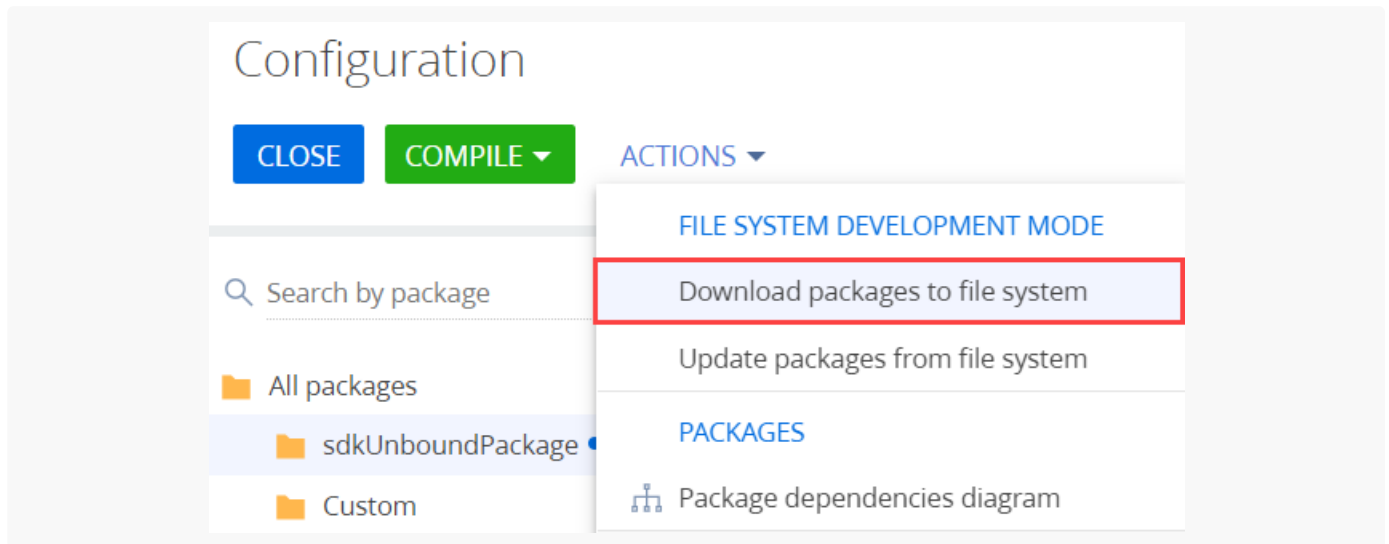 Configuration
CLOSE COMPILE ACTIONS
FILE SYSTEM DEVELOPMENT MODE
Search by package
Download packages to file system
Update packages from file system
All packages
sdkUnboundPackage
PACKAGES
Custom
Package dependencies diagram